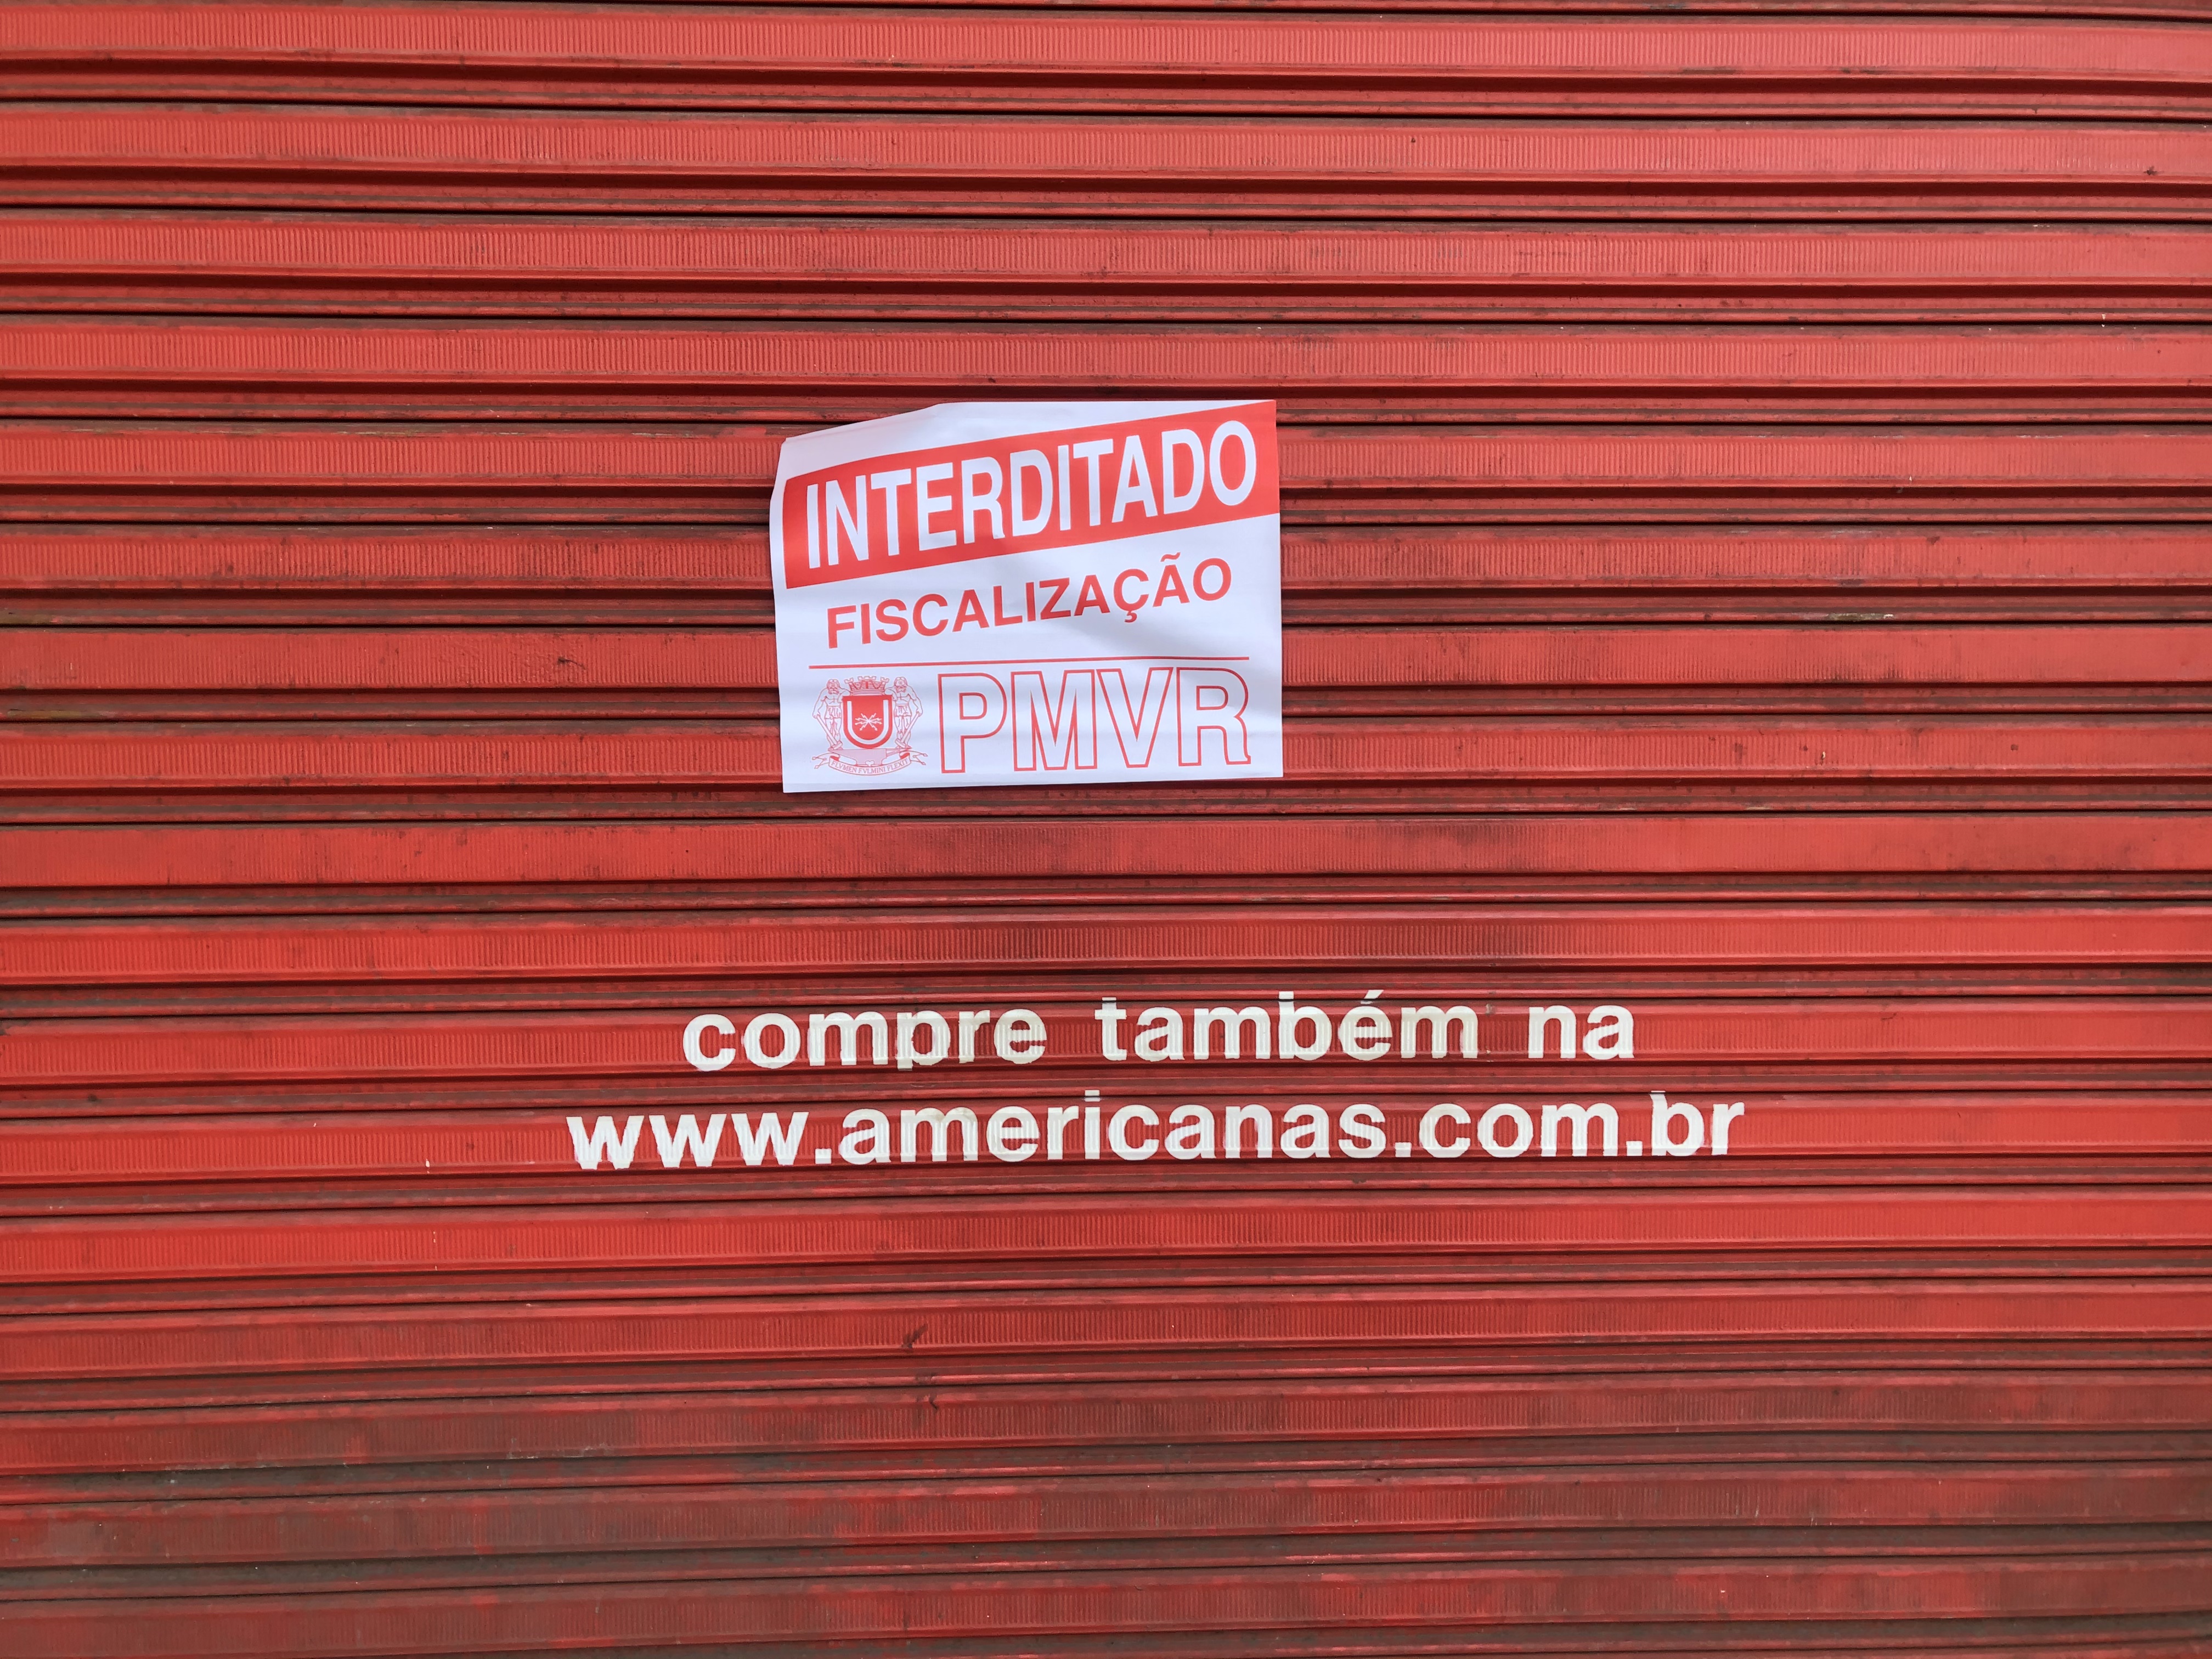 INTERDITADO
FISCALIZAÇÃO
PMVR
compre também na
www.americanas.com.br